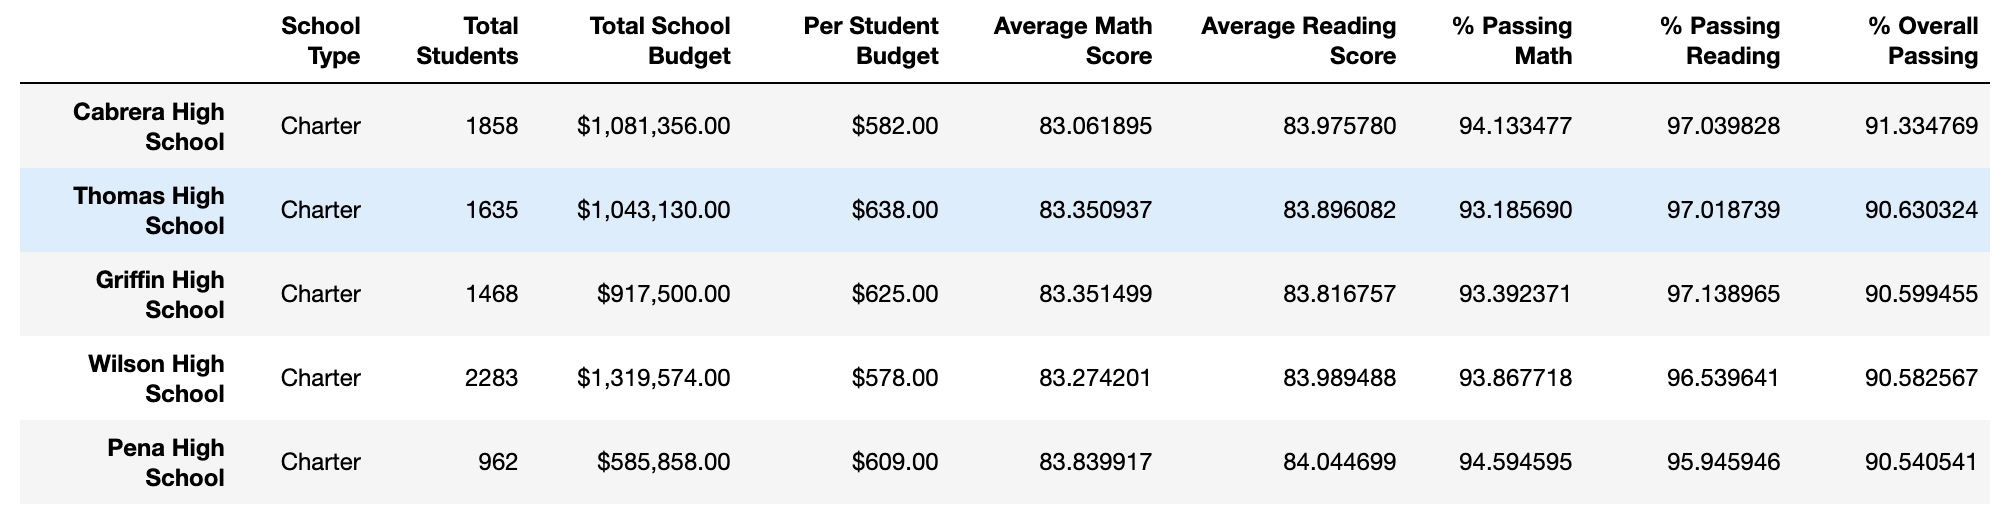 School Type Total Students Total School Budget Per Student Budget Average Math Score Average Reading Score % Passing Math % Passing Reading % Overall Passing
Cabrera High School Charter 1858 $1,081,356.00 $582.00 83.061895 83.975780 94.133477 97.039828 91.334769
Thomas High School Charter 1635 $1,043,130.00 $638.00 83.350937 83.896082 93.185690 97.018739 90.630324
Griffin High School Charter 1468 $917,500.00 $625.00 83.351499 83.816757 93.392371 97.138965 90.599455
Wilson High School Charter 2283 $1,319,574.00 $578.00 83.274201 83.989488 93.867718 96.539641 90.582567
Pena High School Charter 962 $585,858.00 $609.00 83.839917 84.044699 94.594595 95.945946 90.540541